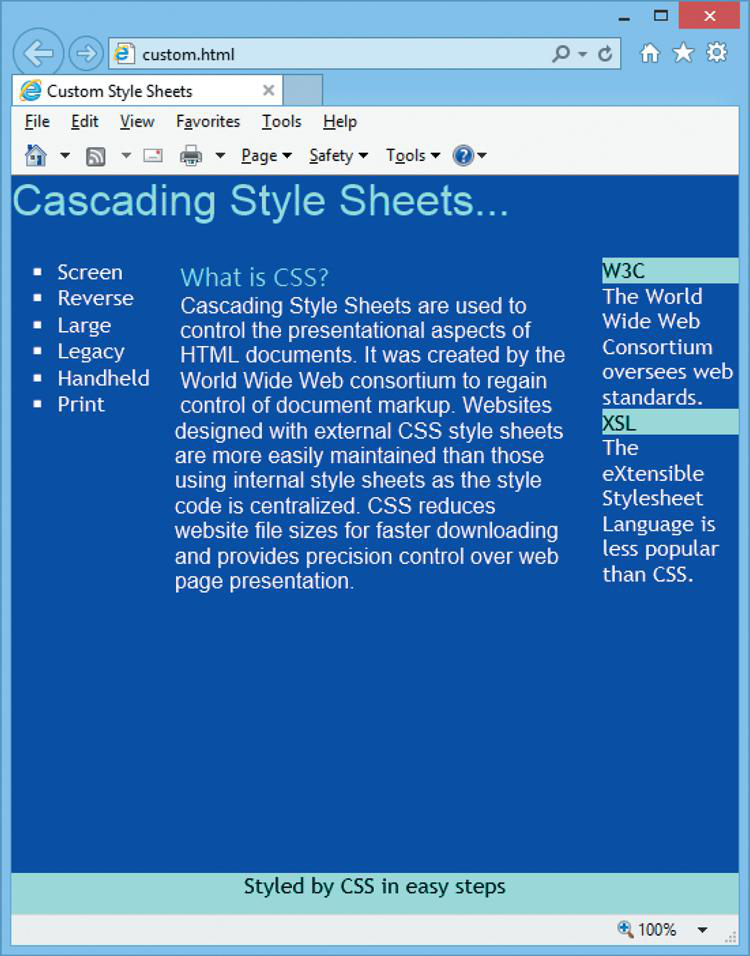 custom.html
Custom Style Sheets
File Edit View Favorites Tools Help
Page Safety Tools
Cascading Style Sheets...
Screen
Reverse
Large
Legacy
Handheld
Print
What is CSS?
Cascading Style Sheets are used to
control the presentational aspects of
HTML documents. It was created by the
World Wide Web consortium to regain
control of document markup. Websites
designed with external CSS style sheets
are more easily maintained than those
using internal style sheets as the style
code is centralized. CSS reduces
website file sizes for faster downloading
and provides precision control over web
page presentation.
W3C
The World
Wide Web
Consortium
oversees web
standards.
XSL
The
eXtensible
Stylesheet
Language is
less popular
than CSS.
Styled by CSS in easy steps
100%